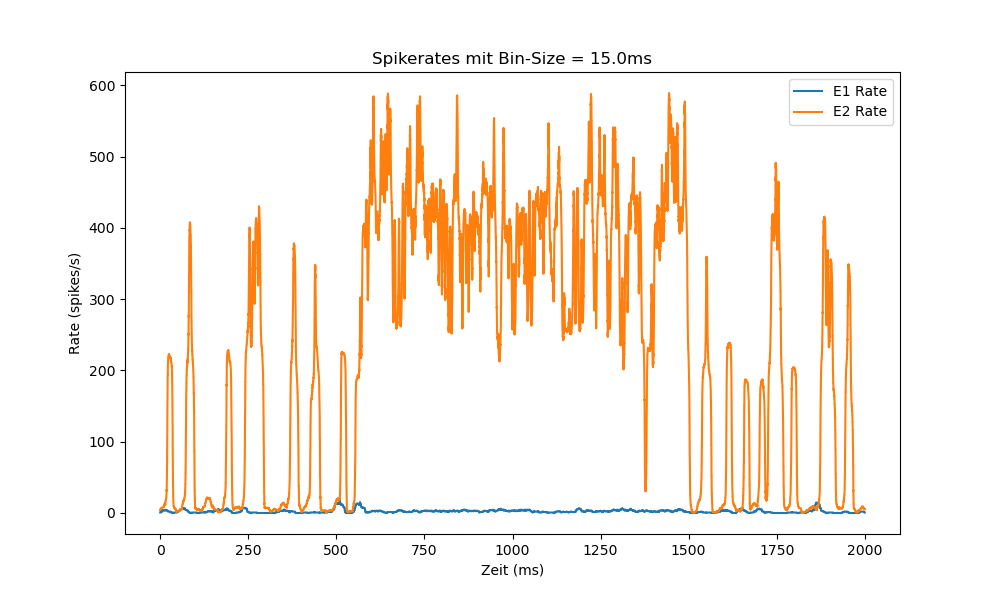 Spikerates mit Bin-Size = 15.0ms
E1 Rate
E2 Rate
600
500
400
300
200
100
0
Rate (spikes/s)
0 250 500 750 1000 1250 1500 1750 2000
Zeit (ms)